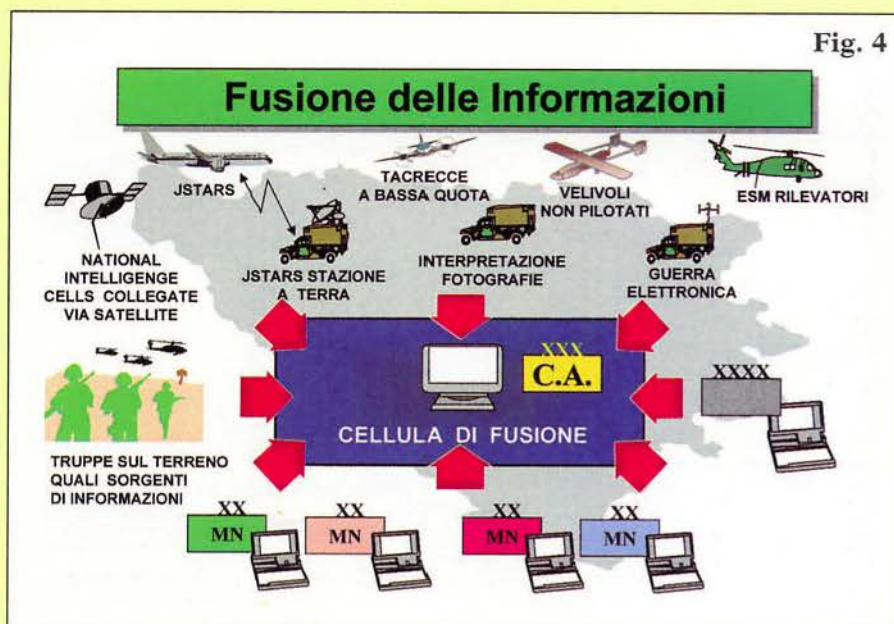 Fig. 4
Fusione delle Informazioni
JSTARS
TACRECCE
A BASSA QUOTA
VELIVOLI
NON PILOTATI
ESM RILEVATORI
NATIONAL
INTELLIGENGE
CELLS COLLEGATE
VIA SATELLITE
JSTARS STAZIONE
A TERRA
INTERPRETAZIONE
FOTOGRAFIE
GUERRA
ELETTRONICA
XXX
C.A.
XXXX
CELLULA DI FUSIONE
TRUPPE SUL TERRENO
QUALI SORGENTI
DI INFORMAZIONI
XX
MN
XX
MN
XX
MN
XX
MN